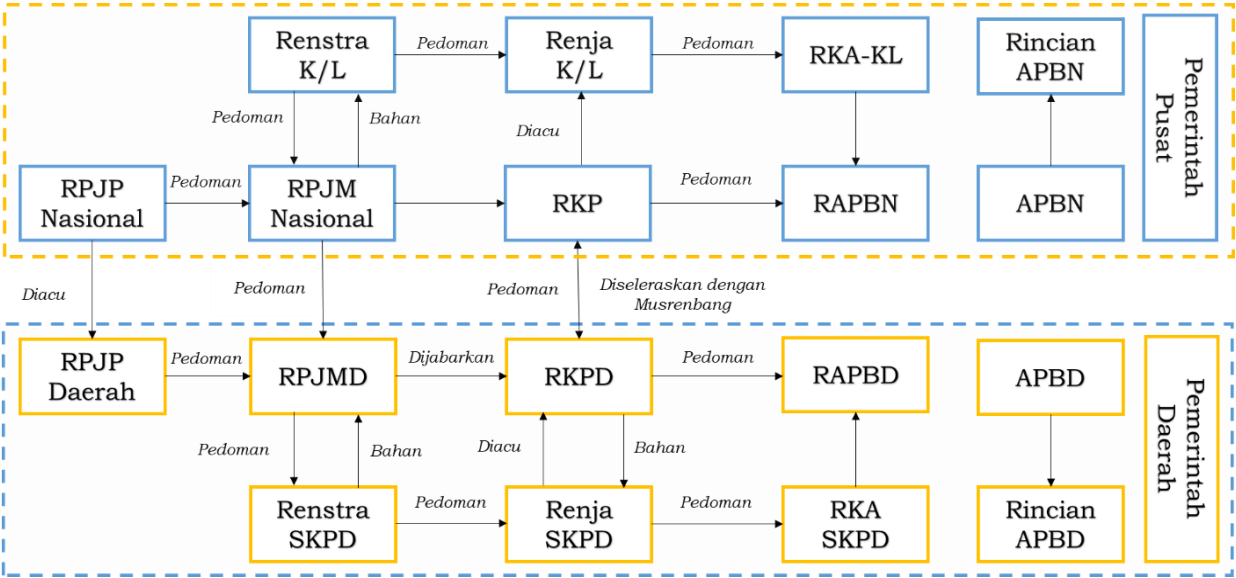 Renstra
K/L
Pedoman
Renja
K/L
Pedoman
RKA-KL
Rincian
APBN
Pemerintah
Pusat
Pedoman
Bahan
Diacu
RPJP
Nasional
Pedoman
RPJM
Nasional
RKP
Pedoman
RAPBN
APBN
Diacu
Pedoman
Pedoman
Diselaraskan dengan
Musrenbang
RPJP
Daerah
Pedoman
RPJMD
Dijabarkan
RKPD
Pedoman
RAPBD
APBD
Pemerintah
Daerah
Pedoman
Bahan
Diacu
Bahan
Renstra
SKPD
Pedoman
Renja
SKPD
Pedoman
RKA
SKPD
Rincian
APBD